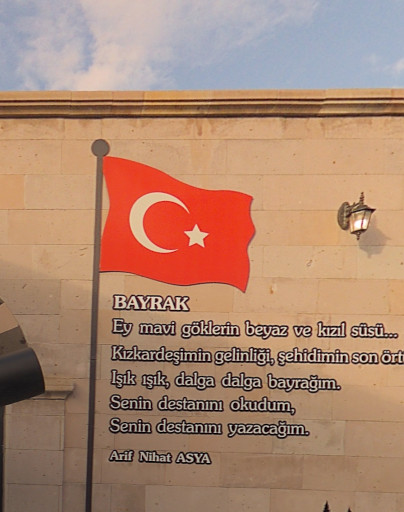 BAYRAK
Ey mavi göklerin beyaz ve kızıl süsü...
Kızkardeşimin gelinliği, şehidimin son ört
Işık ışık, dalga dalga bayrağım.
Senin destanını okudum,
Senin destanını yazacağım.
Arif Nihat ASYA